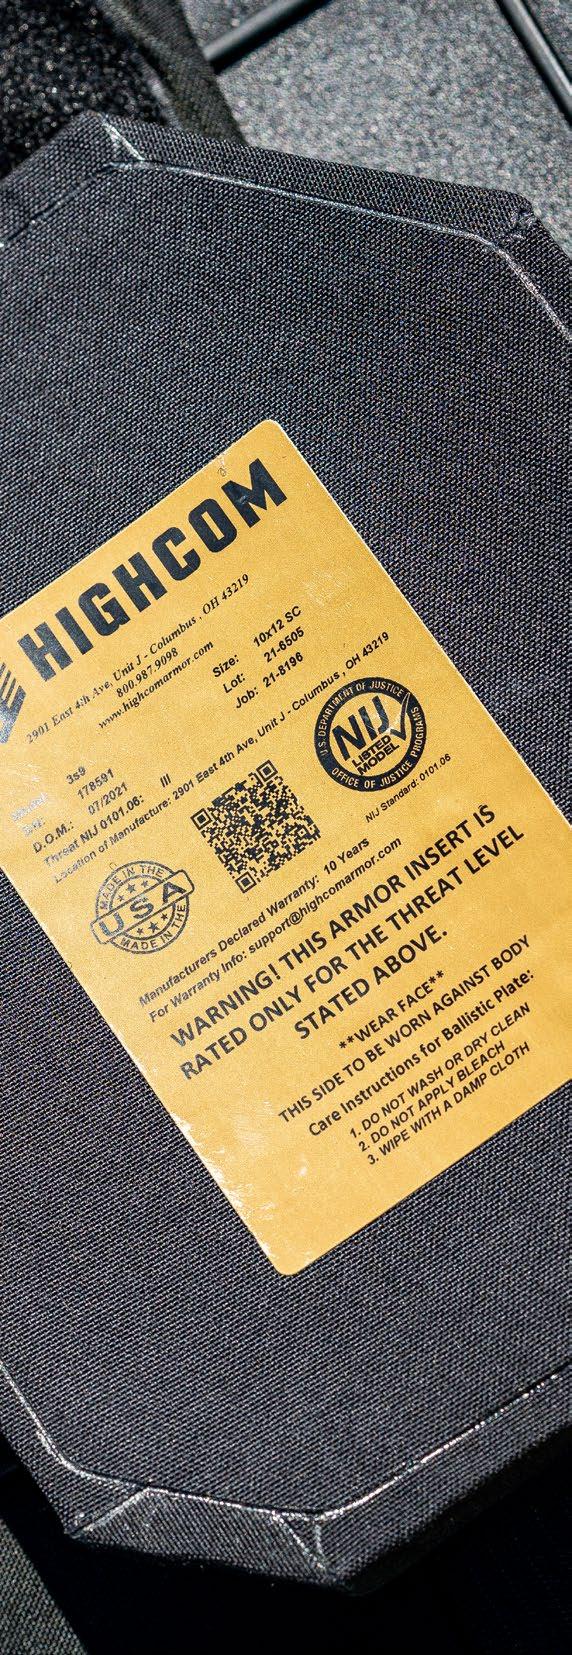 HIGHCOM
2901 East 4th Ave, Unit J - Columbus , OH 43219
800.987.9098
www.highcomarmor.com
Size: 10x12 SC
Lot: 21-6505
Job: 21-8196
3s9
178591
D.O.M.: 07/2021
Threat NIJ 0101.06: III
Location of Manufacture: 2901 East 4th Ave, Unit J - Columbus , OH 43219
U.S. DEPARTMENT OF JUSTICE
NIJ
LISTED
MODEL
OFFICE OF JUSTICE PROGRAMS
NIJ Standard: 0101.06
MADE IN THE
USA
MADE IN THE
Manufacturers Declared Warranty: 10 Years
For Warranty Info: support@highcomarmor.com
WARNING! THIS ARMOR INSERT IS
RATED ONLY FOR THE THREAT LEVEL
STATED ABOVE.
**WEAR FACE**
THIS SIDE TO BE WORN AGAINST BODY
Care Instructions for Ballistic Plate:
1. DO NOT WASH OR DRY CLEAN
2. DO NOT APPLY BLEACH
3. WIPE WITH A DAMP CLOTH